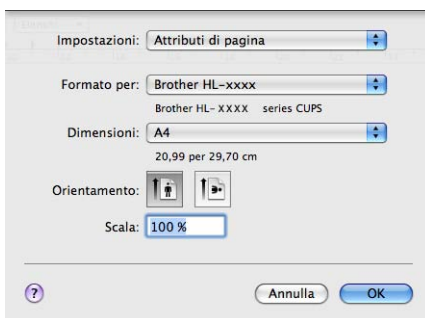 Impostazioni: Attributi di pagina
Formato per: Brother HL-xxxx
Brother HL- XXXX series CUPS
Dimensioni: A4
20,99 per 29,70 cm
Orientamento:
Scala: 100 %
? Annulla OK